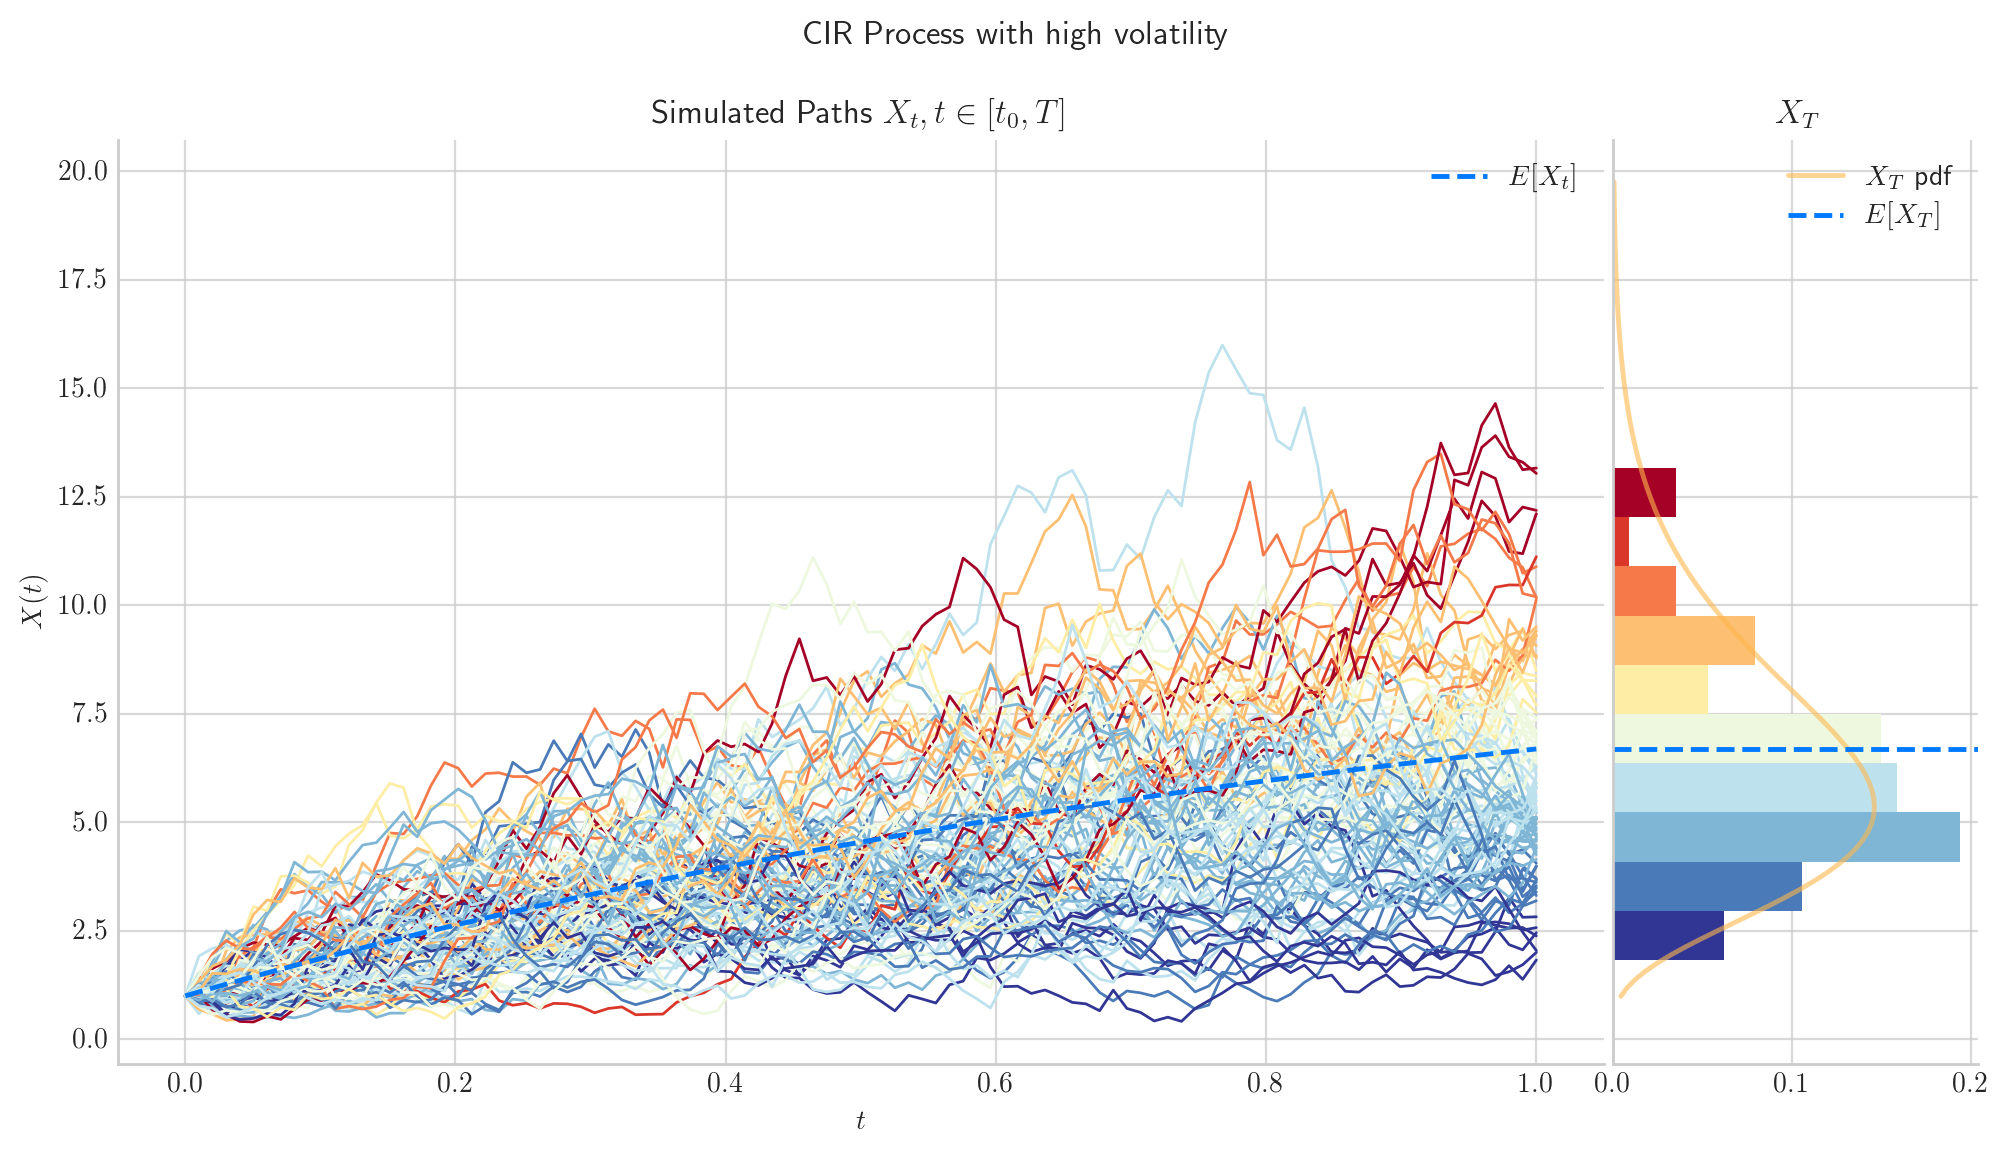 CIR Process with high volatility
Simulated Paths $X_t, t \in [t_0, T]$
$X_T$
20.0
17.5
15.0
12.5
10.0
7.5
5.0
2.5
0.0
$X(t)$
$E[X_t]$
$X_T$ pdf
$E[X_T]$
0.0 0.2 0.4 0.6 0.8 1.0
0.0 0.1 0.2
$t$